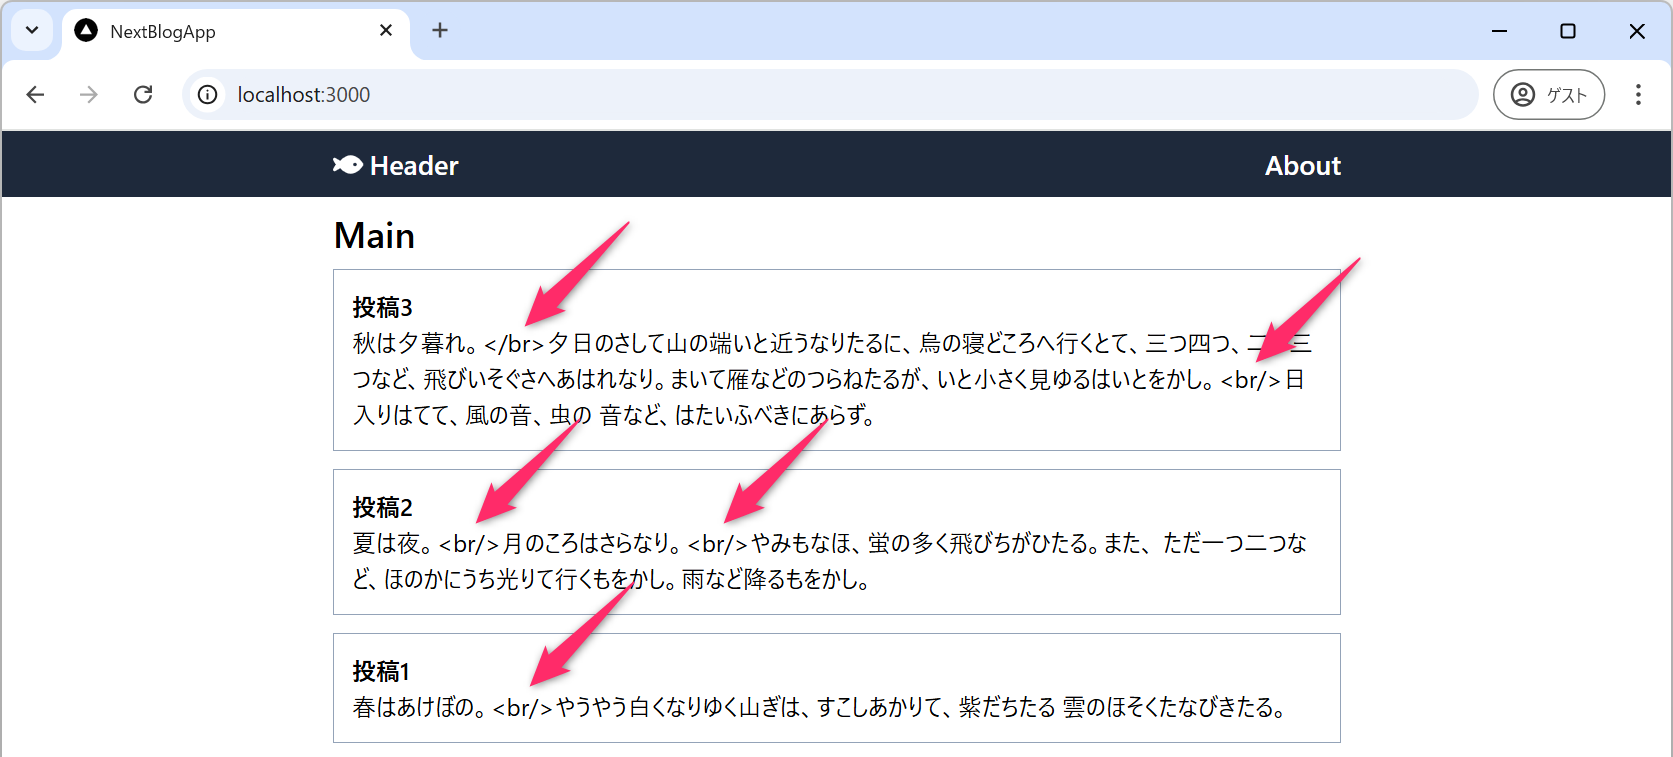 NextBlogApp
localhost:3000
ゲスト
Header
About
Main
投稿3
秋は夕暮れ。</br>夕日のさして山の端いと近うなりたるに、烏の寝どころへ行くとて、三つ四つ、二 三
つなど、飛びいそぐさへあはれなり。まいて雁などのつらねたるが、いと小さく見ゆるはいとをかし。<br/>日
入りはてて、風の音、虫の 音など、はたいふべきにあらず。
投稿2
夏は夜。<br/>月のころはさらなり。<br/>やみもなほ、蛍の多く飛びちがひたる。また、 ただ一つ二つな
ど、ほのかにうち光りて行くもをかし。雨など降るもをかし。
投稿1
春はあけぼの。<br/>やうやう白くなりゆく山ぎは、すこしあかりて、紫だちたる 雲のほそくたなびきたる。